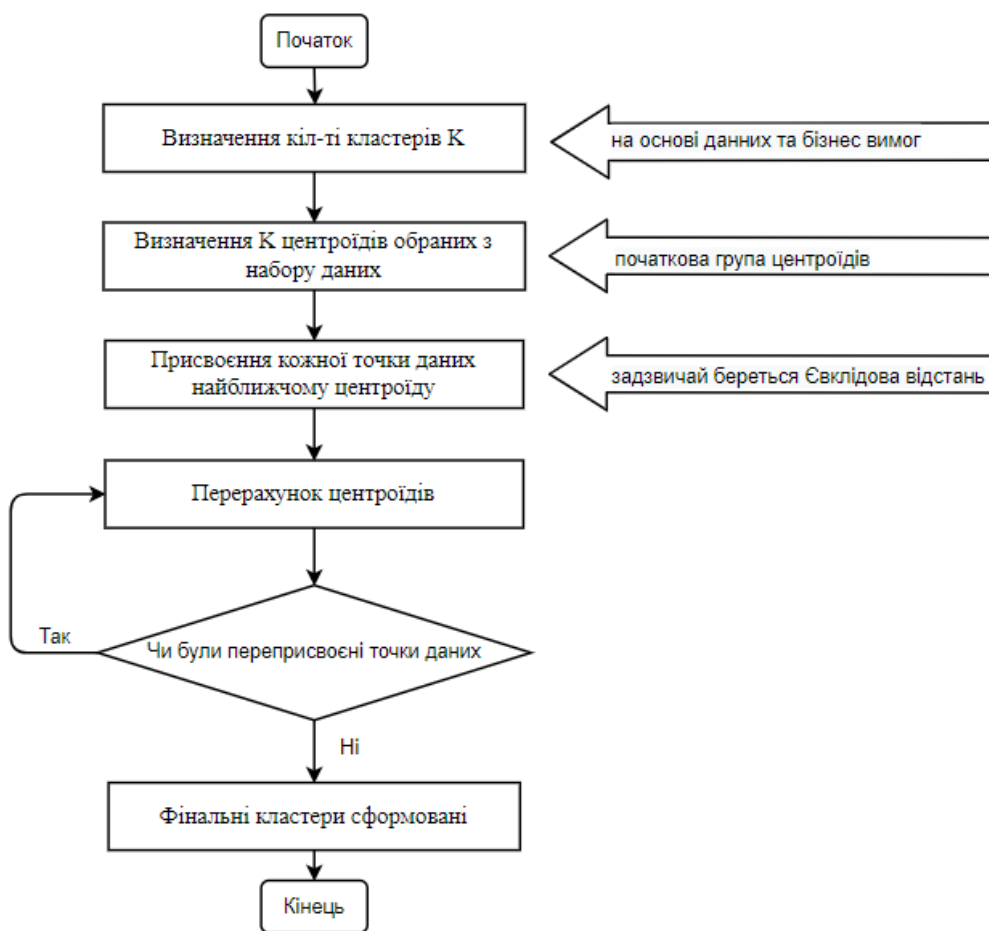 Початок
Визначення кіл-ті кластерів K
на основі данних та бізнес вимог
Визначення K центроїдів обраних з
набору даних
початкова група центроїдів
Присвоєння кожної точки даних
найближчому центроїду
задзвичай береться Євклідова відстань
Перерахунок центроїдів
Так
Чи були переприсвоєні точки даних
Ні
Фінальні кластери сформовані
Кінець